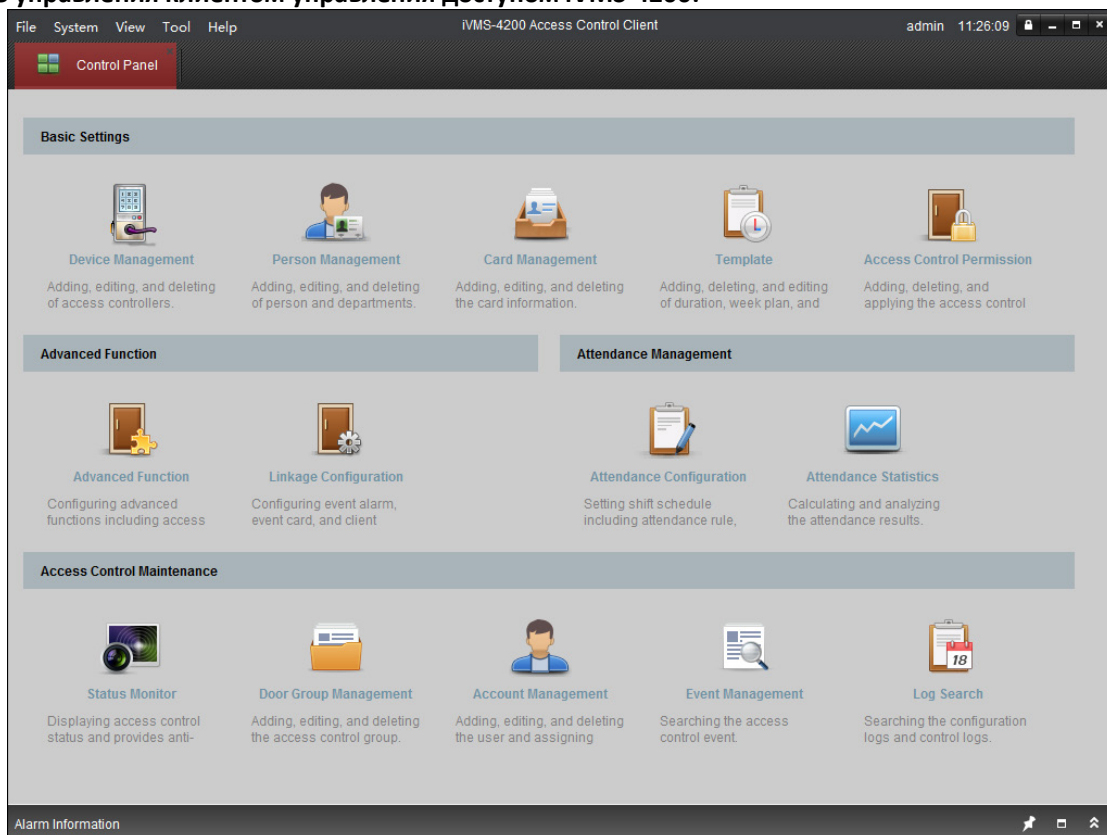 управления клиентом управления доступом iVMS-4200:
File System View Tool Help iVMS-4200 Access Control Client admin 11:26:09
Control Panel
Basic Settings
Device Management Person Management Card Management Template Access Control Permission
Adding, editing, and deleting Adding, editing, and deleting Adding, editing, and deleting Adding, deleting, and editing Adding, deleting, and
of access controllers. of person and departments. the card information. of duration, week plan, and applying the access control
Advanced Function Attendance Management
Advanced Function Linkage Configuration Attendance Configuration Attendance Statistics
Configuring advanced Configuring event alarm, Setting shift schedule Calculating and analyzing
functions including access event card, and client including attendance rule, the attendance results.
Access Control Maintenance
18
Status Monitor Door Group Management Account Management Event Management Log Search
Displaying access control Adding, editing, and deleting Adding, editing, and deleting Searching the access Searching the configuration
status and provides anti- the access control group. the user and assigning control event. logs and control logs.
Alarm Information